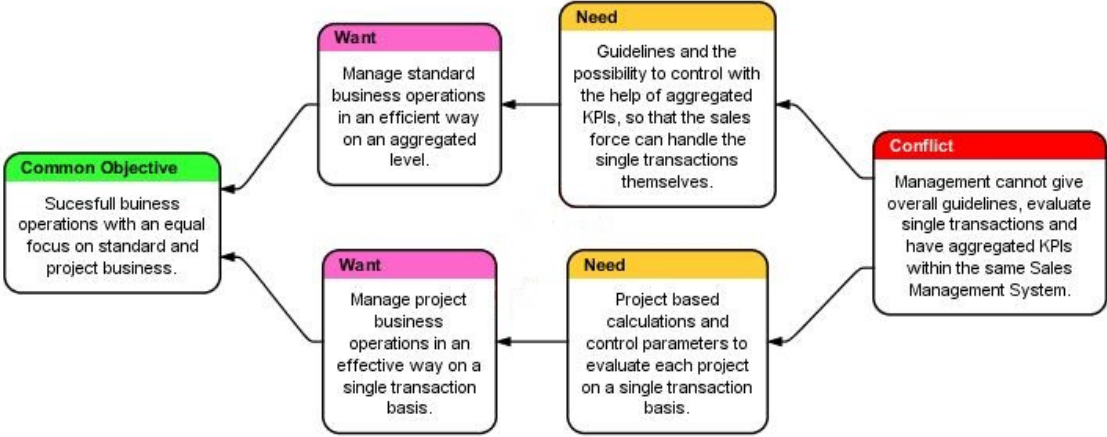 Common Objective
Sucesfull buiness
operations with an equal
focus on standard and
project business.
Want
Manage standard
business operations
in an efficient way
on an aggregated
level.
Need
Guidelines and the
possibility to control with
the help of aggregated
KPIs, so that the sales
force can handle the
single transactions
themselves.
Want
Manage project
business
operations in an
effective way on a
single transaction
basis.
Need
Project based
calculations and
control parameters to
evaluate each project
on a single transaction
basis.
Conflict
Management cannot give
overall guidelines, evaluate
single transactions and
have aggregated KPIs
within the same Sales
Management System.